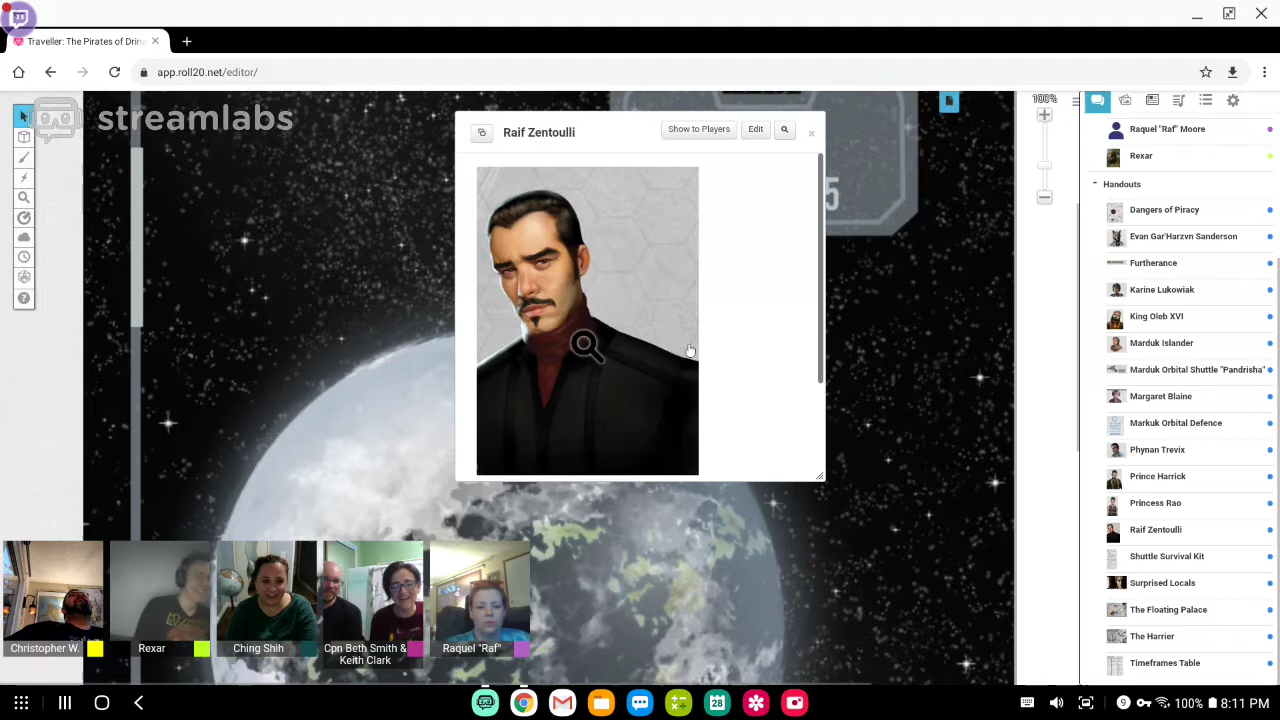 Traveller: The Pirates of Drina
app.roll20.net/editor/
streamlabs
Raif Zentoulli
Show to Players
Edit
5
100%
Raquel "Raf" Moore
Rexar
Handouts
Dangers of Piracy
Evan Gar'Harzvn Sanderson
Furtherance
Karine Lukowiak
King Oleb XVI
Marduk Islander
Marduk Orbital Shuttle "Pandrisha"
Margaret Blaine
Markuk Orbital Defence
Phynan Trevix
Prince Harrick
Princess Rao
Raif Zentoulli
Shuttle Survival Kit
Surprised Locals
The Floating Palace
The Harrier
Timeframes Table
Christopher W.
Rexar
Ching Shih
Cpn Beth Smith &
Keith Clark
Raquel "Raf"
28
9
100%
8:11 PM